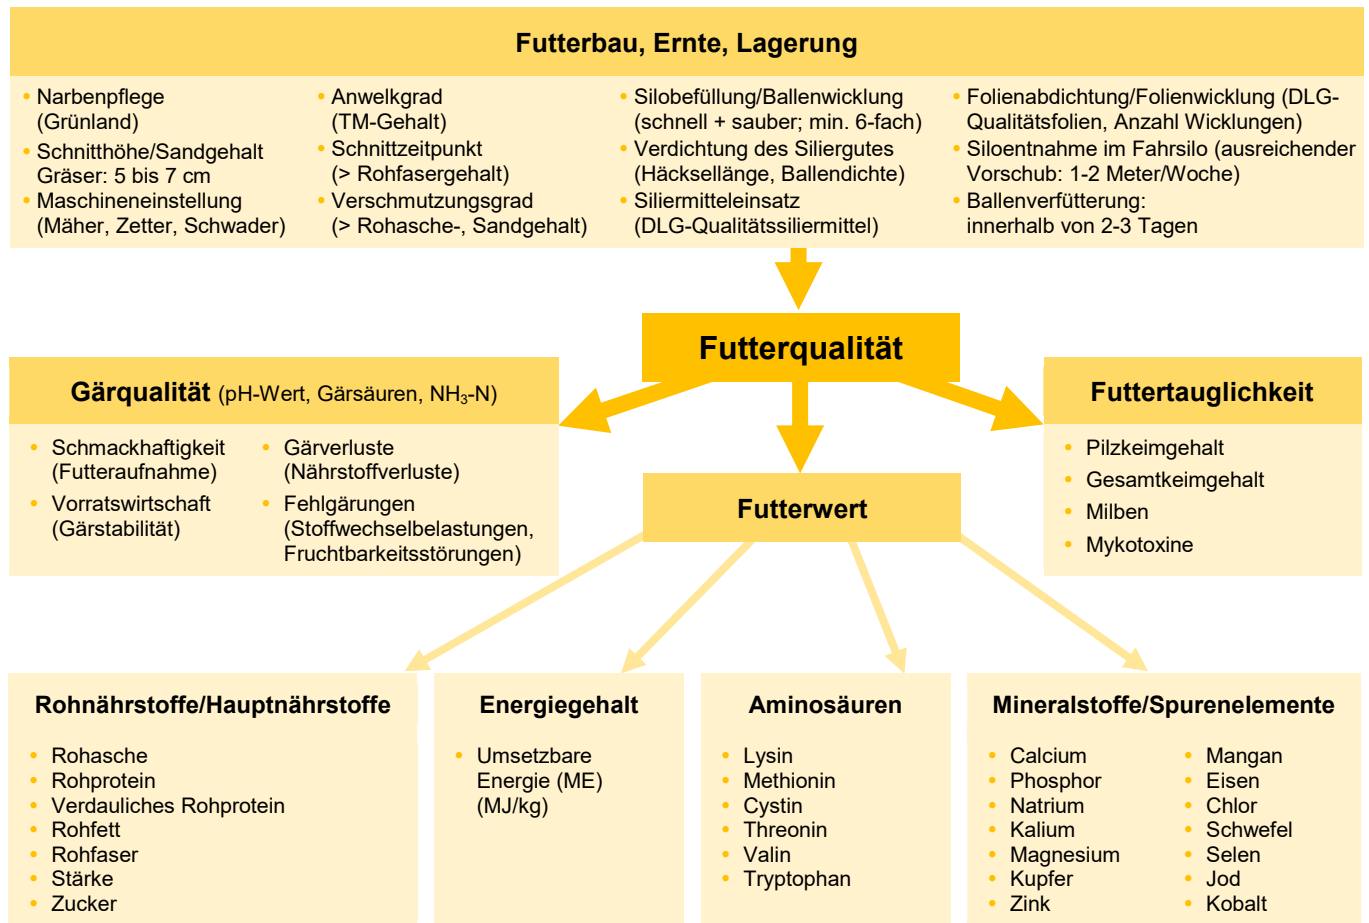 Futterbau, Ernte, Lagerung
• Narbenpflege
(Grünland)
• Schnitthöhe/Sandgehalt
Gräser: 5 bis 7 cm
• Maschineneinstellung
(Mäher, Zetter, Schwader)
• Anwelkgrad
(TM-Gehalt)
• Schnittzeitpunkt
(> Rohfasergehalt)
• Verschmutzungsgrad
(> Rohasche-, Sandgehalt)
• Silobefüllung/Ballenwicklung
(schnell + sauber; min. 6-fach)
• Verdichtung des Siliergutes
(Häcksellänge, Ballendichte)
• Siliermitteleinsatz
(DLG-Qualitätssiliermittel)
• Folienabdichtung/Folienwicklung (DLG-
Qualitätsfolien, Anzahl Wicklungen)
• Siloentnahme im Fahrsilo (ausreichender
Vorschub: 1-2 Meter/Woche)
• Ballenverfütterung:
innerhalb von 2-3 Tagen
Futterqualität
Gärqualität (pH-Wert, Gärsäuren, NH₃-N)
• Schmackhaftigkeit
(Futteraufnahme)
• Vorratswirtschaft
(Gärstabilität)
• Gärverluste
(Nährstoffverluste)
• Fehlgärungen
(Stoffwechselbelastungen,
Fruchtbarkeitsstörungen)
Futterwert
Futtertauglichkeit
• Pilzkeimgehalt
• Gesamtkeimgehalt
• Milben
• Mykotoxine
Rohnährstoffe/Hauptnährstoffe
• Rohasche
• Rohprotein
• Verdauliches Rohprotein
• Rohfett
• Rohfaser
• Stärke
• Zucker
Energiegehalt
• Umsetzbare
Energie (ME)
(MJ/kg)
Aminosäuren
• Lysin
• Methionin
• Cystin
• Threonin
• Valin
• Tryptophan
Mineralstoffe/Spurenelemente
• Calcium
• Phosphor
• Natrium
• Kalium
• Magnesium
• Kupfer
• Zink
• Mangan
• Eisen
• Chlor
• Schwefel
• Selen
• Jod
• Kobalt